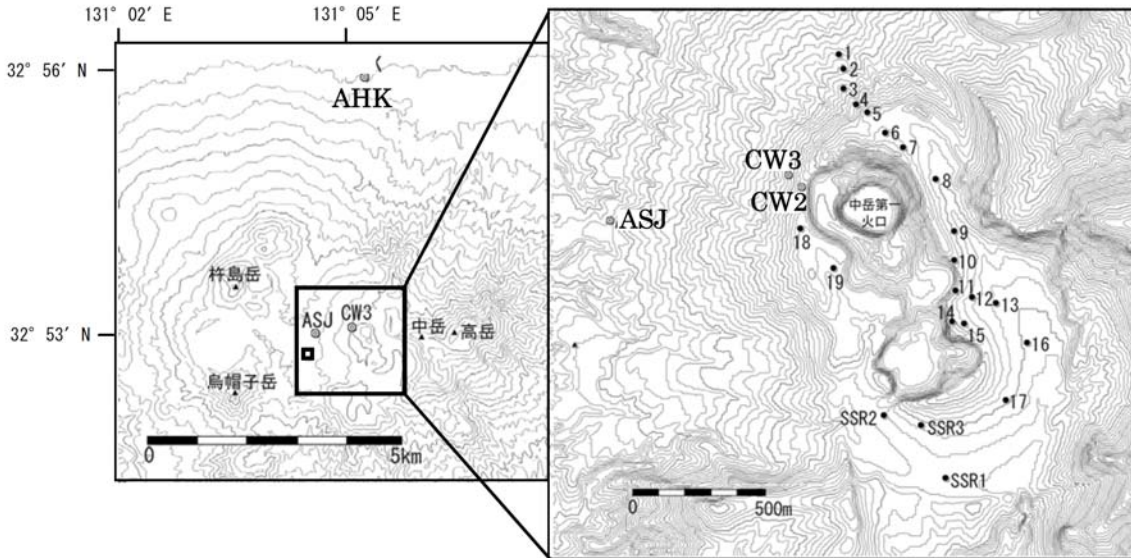 131° 02′ E
131° 05′ E
32° 56′ N
AHK
杵島岳
ASJ
CW3
中岳
高岳
32° 53′ N
烏帽子岳
0
5km
1
2
3
4
5
6
7
CW3
8
CW2
中岳第一
火口
ASJ
18
9
10
19
11
12
13
14
15
16
17
SSR2
SSR3
SSR1
0
500m